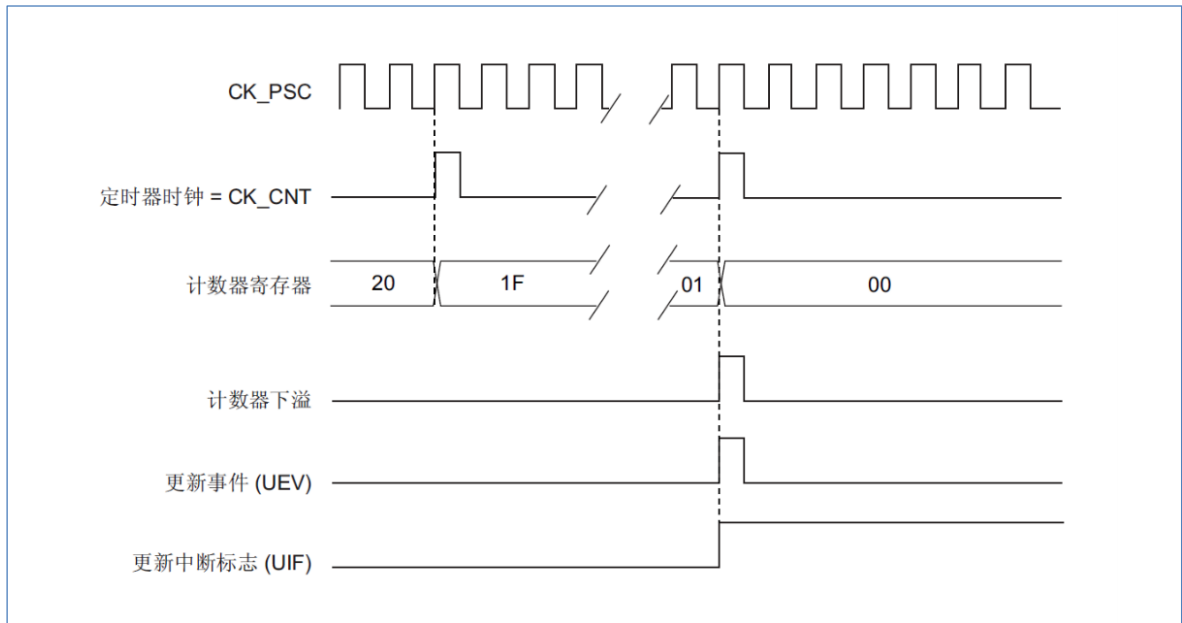 CK_PSC
定时器时钟 = CK_CNT
计数器寄存器 20 1F 01 00
计数器下溢
更新事件 (UEV)
更新中断标志 (UIF)